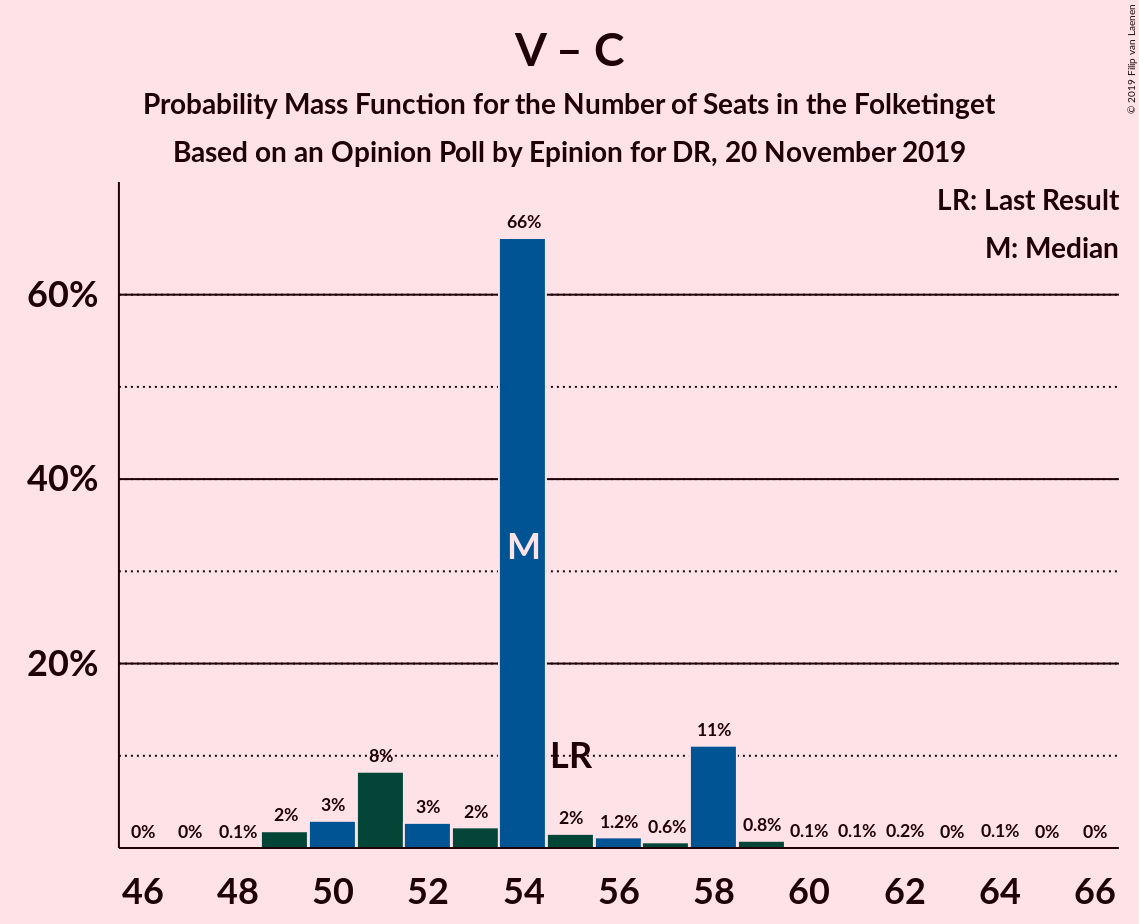 V – C
Probability Mass Function for the Number of Seats in the Folketinget
Based on an Opinion Poll by Epinion for DR, 20 November 2019
© 2019 Filip van Laenen
LR: Last Result
M: Median
66%
60%
40%
M
20%
11%
8%
LR
3%
3%
2%
2%
2%
1.2%
0.6%
0.8%
0%
0%
0.1%
0.1%
0.1%
0.2%
0%
0.1%
0%
0%
46 48 50 52 54 56 58 60 62 64 66